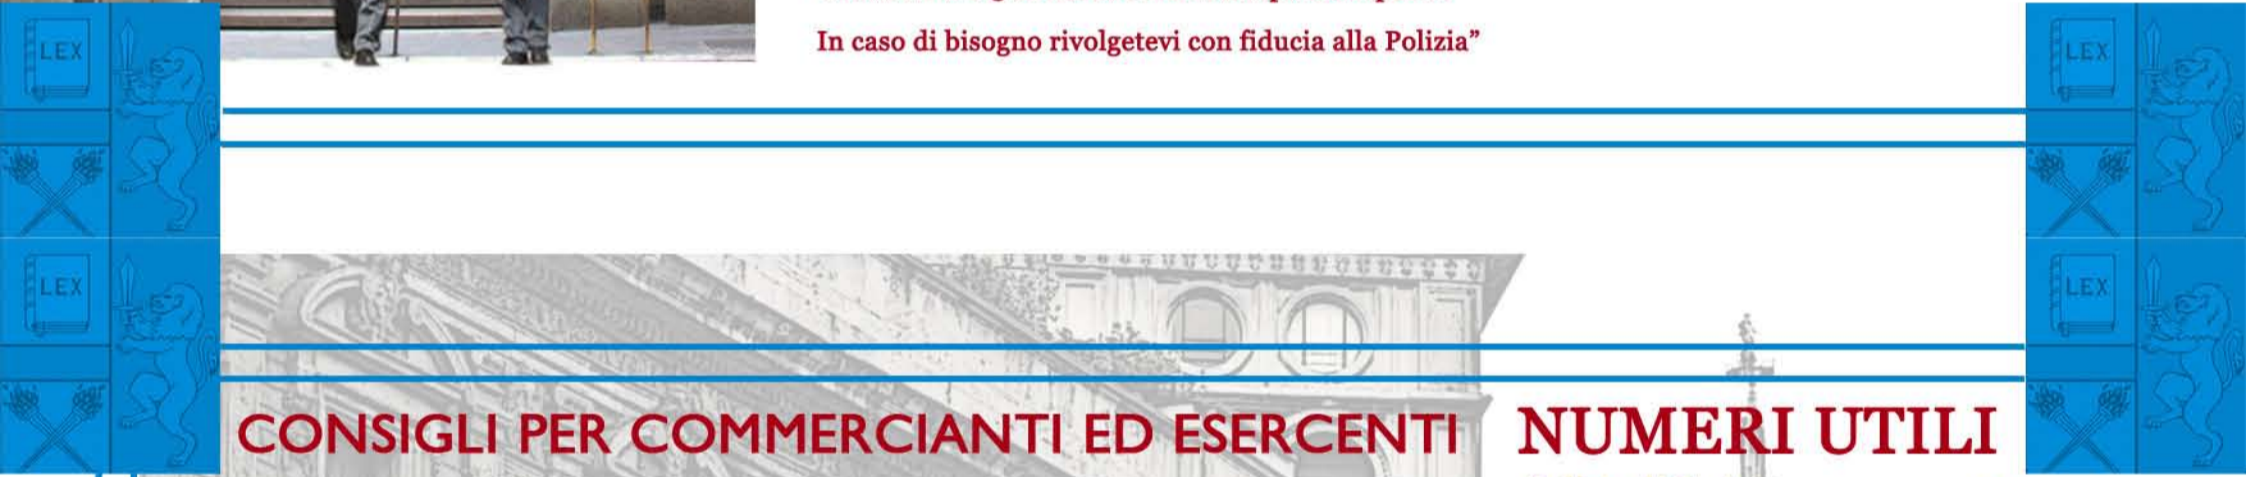 In caso di bisogno rivolgetevi con fiducia alla Polizia”
LEX
LEX
LEX
LEX
CONSIGLI PER COMMERCIANTI ED ESERCENTI
NUMERI UTILI